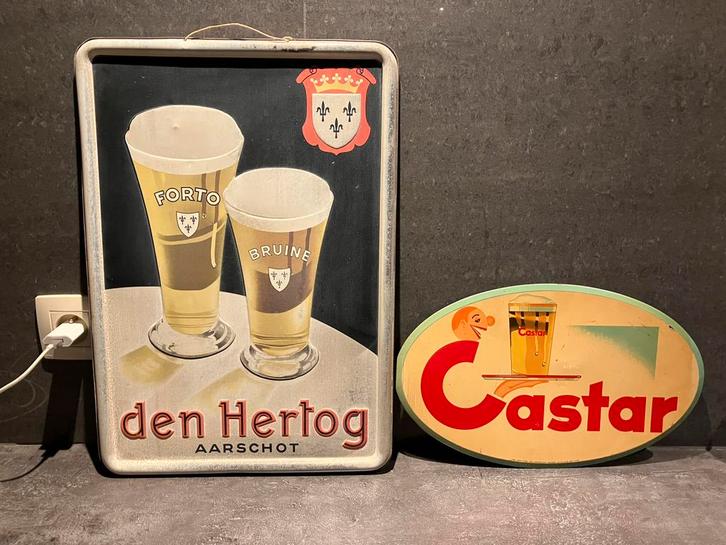 FORTO
BRUINE
den Hertog
AARSCHOT
Castar
Castar